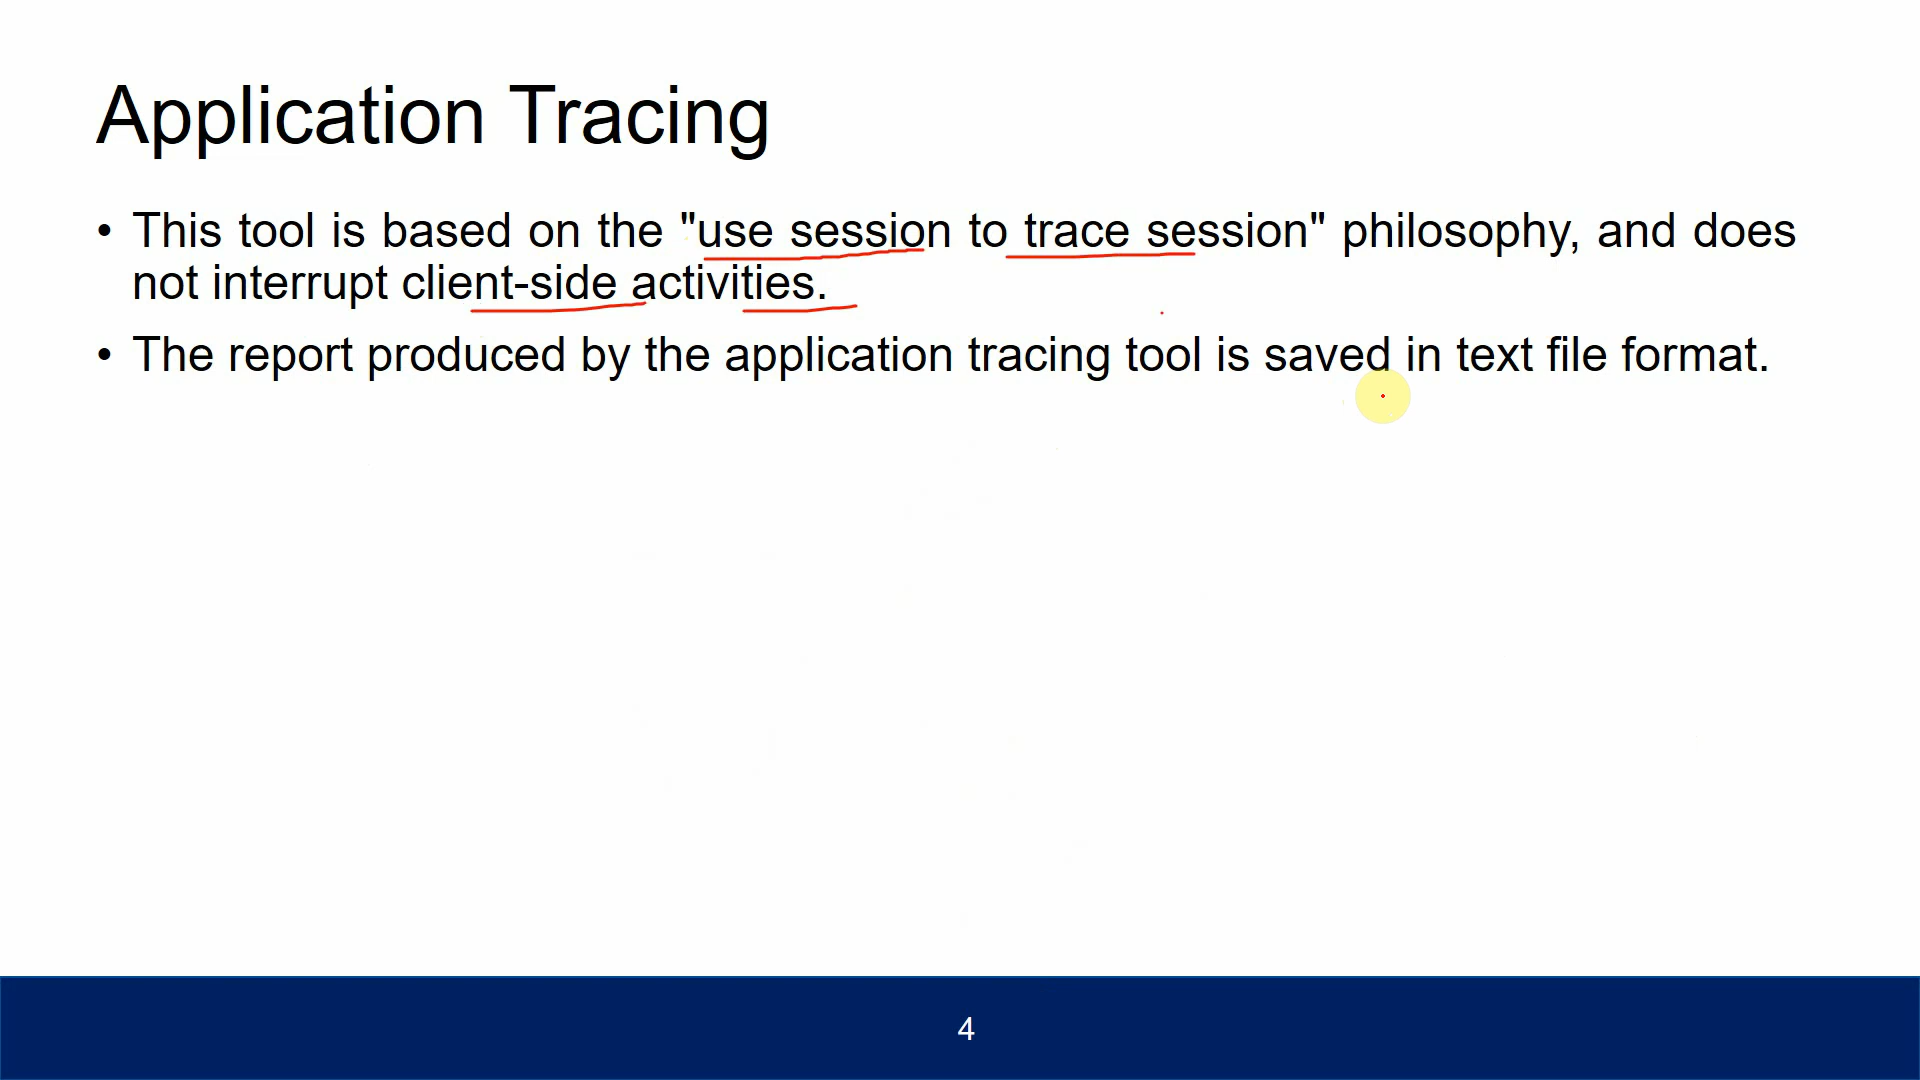 Application Tracing
• This tool is based on the "use session to trace session" philosophy, and does
not interrupt client-side activities.
• The report produced by the application tracing tool is saved in text file format.
4